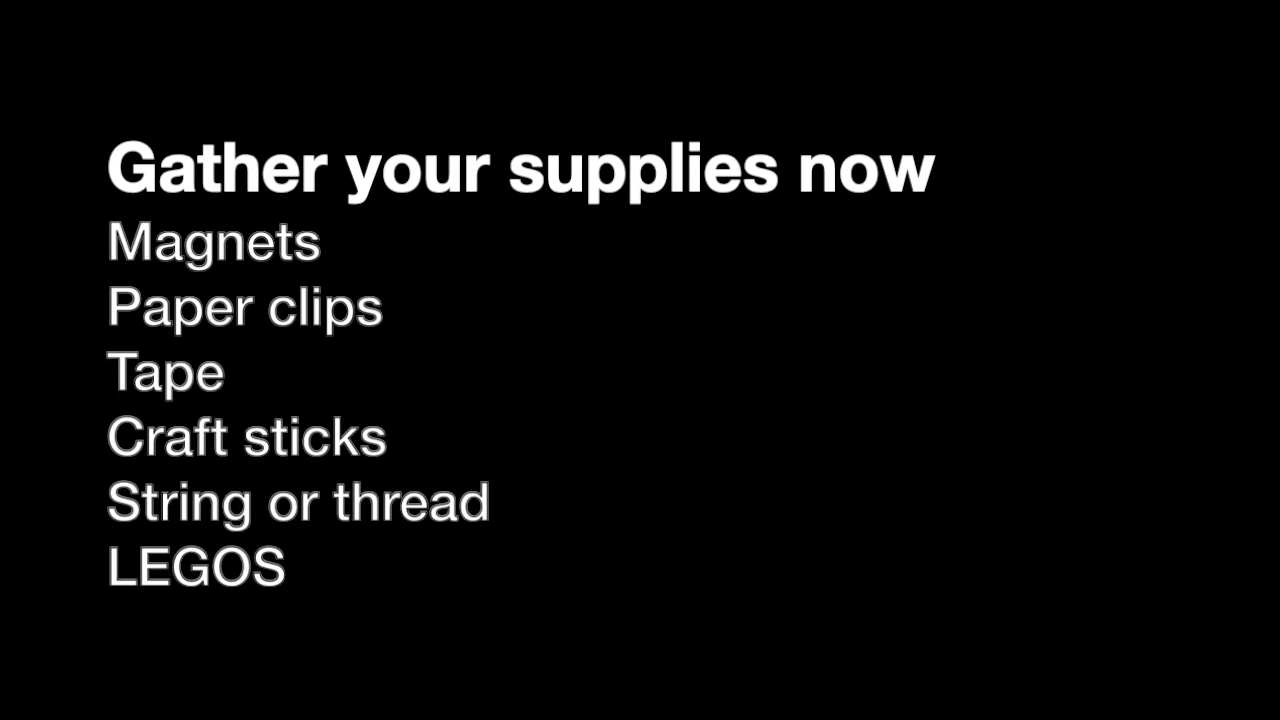 Gather your supplies now
Magnets
Paper clips
Tape
Craft sticks
String or thread
LEGOS